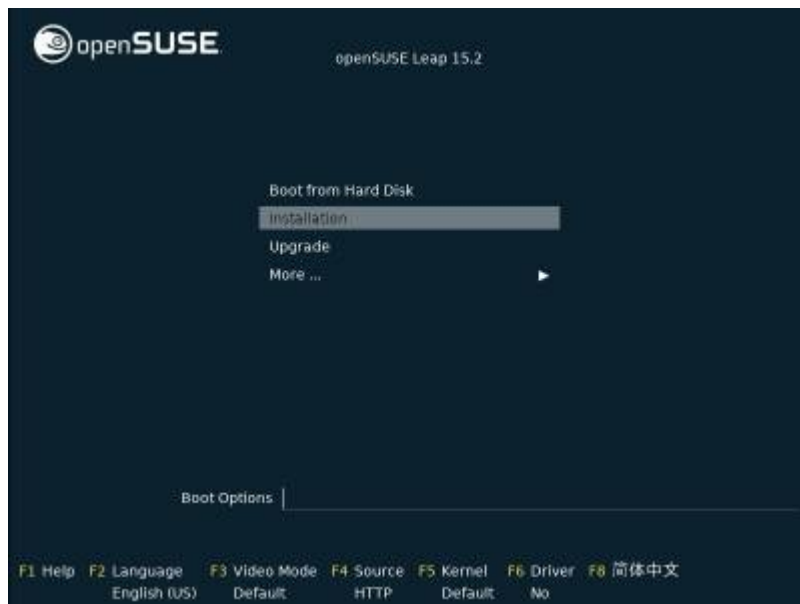 openSUSE
openSUSE Leap 15.2
Boot from Hard Disk
Installation
Upgrade
More ...
Boot Options
F1 Help F2 Language F3 Video Mode F4 Source F5 Kernel F6 Driver F8 简体中文
English (US) Default HTTP Default No